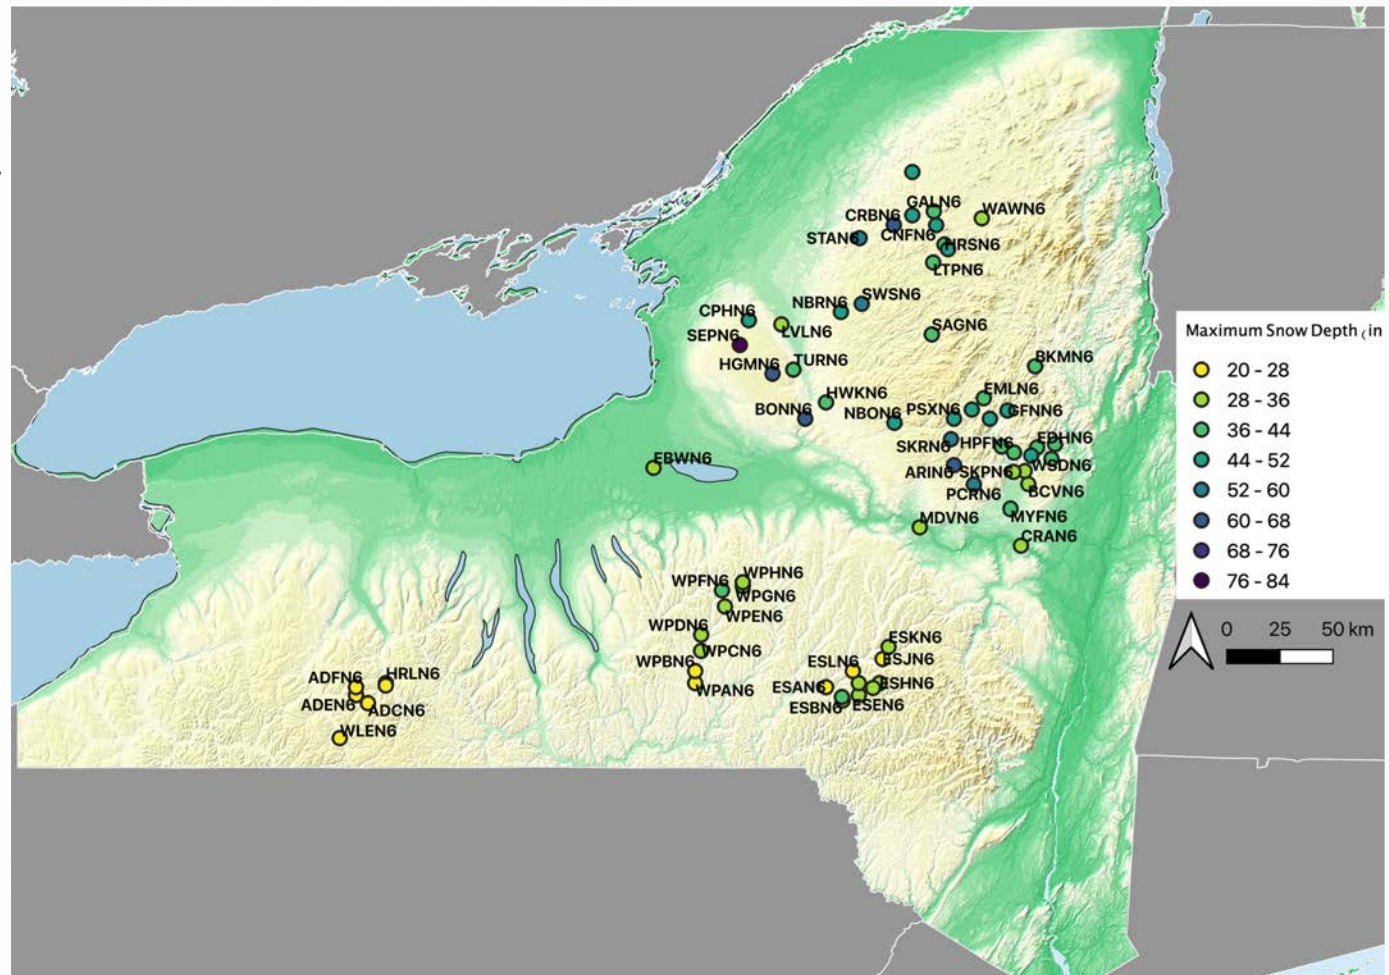 GALN6
WAWN6
CRBN6
CNFN6
STAN6
HRSN6
LTPN6
NBRN6
SWSN6
CPHN6
LVLN6
SAGN6
SEPN6
HGMN6
TURN6
BKMN6
EMLN6
HWKN6
BONN6
NBON6
PSXN6
GFNN6
SKRN6
HPFN6
EDHN6
EBWN6
ARIN6
SKPN6
WSDN6
PCRN6
BCVN6
MDVN6
MYFN6
CRAN6
WPHN6
WPFN6
WPGN6
WPEN6
WPDN6
WPCN6
WPBN6
WPAN6
ESKN6
ESLN6
ESJN6
ESAN6
ESHN6
ESBN6
ESEN6
ADFN6
HRLN6
ADEN6
ADCN6
WLEN6
Maximum Snow Depth (in
20 - 28
28 - 36
36 - 44
44 - 52
52 - 60
60 - 68
68 - 76
76 - 84
0 25 50 km